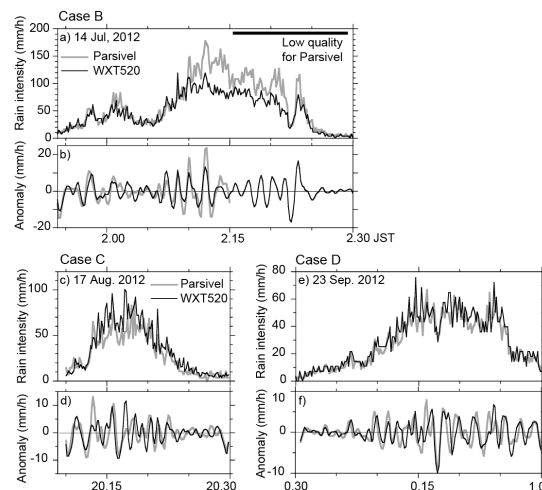 Case B
a) 14 Jul, 2012
Parsivel
WXT520
Low quality
for Parsivel
Rain intensity (mm/h)
200
150
100
50
0
b)
Anomaly (mm/h)
20
0
-20
2.00
2.15
2.30 JST
Case C
c) 17 Aug. 2012
Parsivel
WXT520
Rain intensity (mm/h)
100
50
0
d)
Anomaly (mm/h)
10
0
-10
20.15
20.30
Case D
e) 23 Sep. 2012
Rain intensity (mm/h)
80
60
40
20
0
f)
Anomaly (mm/h)
10
0
-10
0.30
0.15
1.0